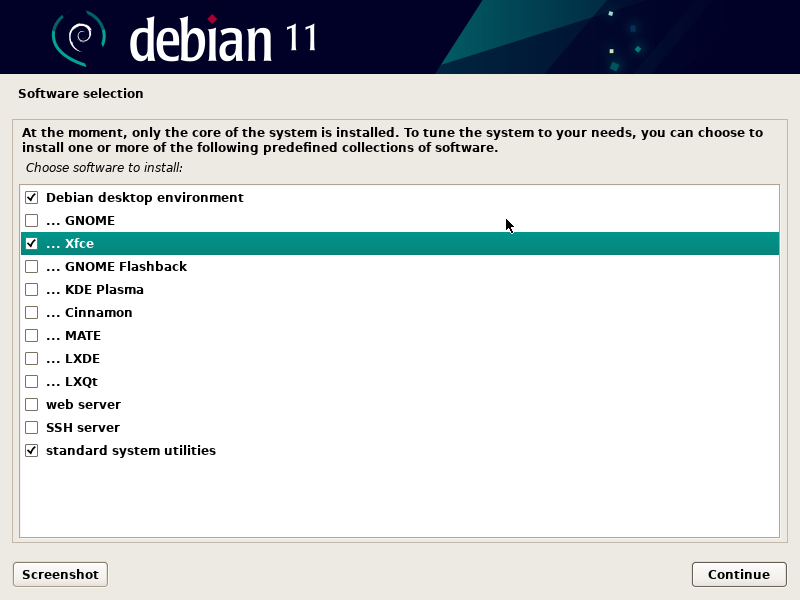 debian 11
Software selection
At the moment, only the core of the system is installed. To tune the system to your needs, you can choose to
install one or more of the following predefined collections of software.
Choose software to install:
Debian desktop environment
... GNOME
... Xfce
... GNOME Flashback
... KDE Plasma
... Cinnamon
... MATE
... LXDE
... LXQt
web server
SSH server
standard system utilities
Screenshot
Continue